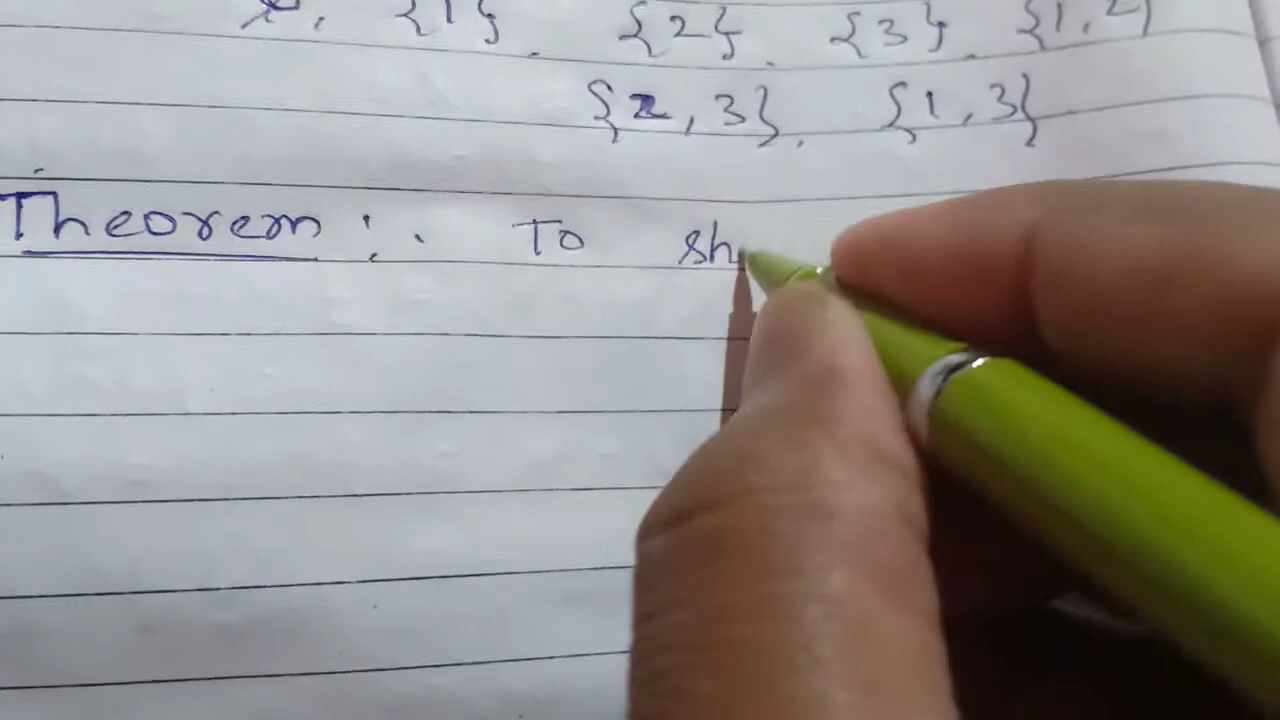 {1}, {2}, {3}, {1,2}
{2,3}, {1,3}
Theorem :. To sh